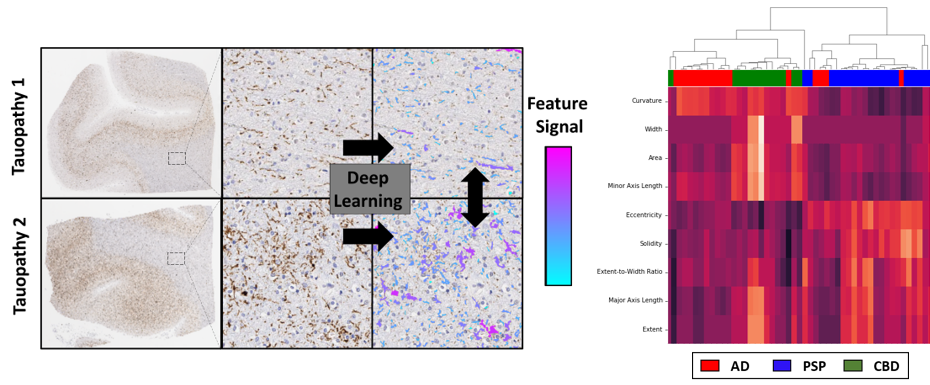 Tauopathy 1
Tauopathy 2
Deep
Learning
Feature
Signal
Curvature
Width
Area
Minor Axis Length
Eccentricity
Solidity
Extent-to-Width Ratio
Major Axis Length
Extent
AD
PSP
CBD